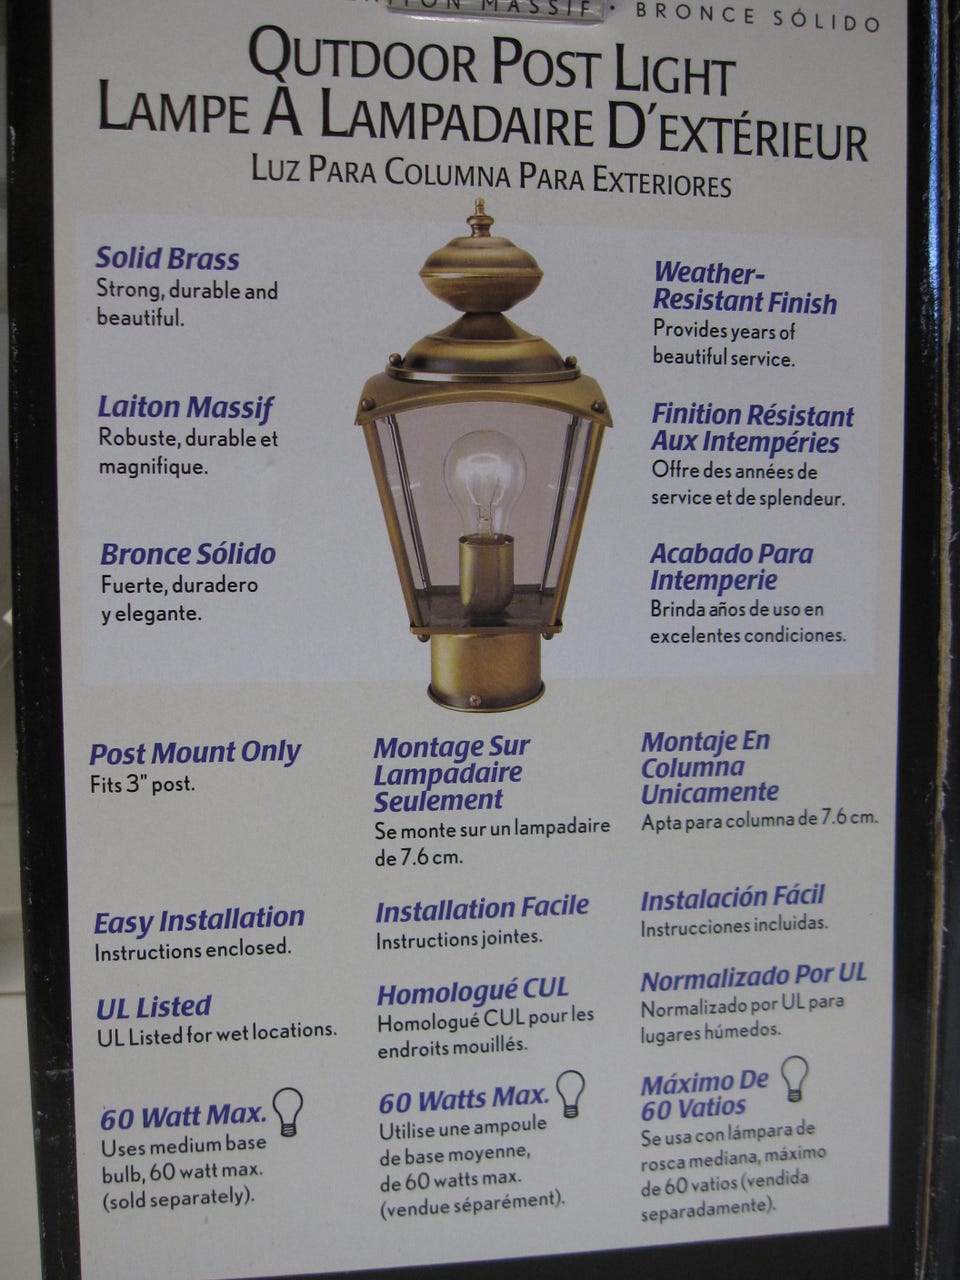 MASSIF • BRONCE SÓLIDO
OUTDOOR POST LIGHT
LAMPE À LAMPADAIRE D'EXTÉRIEUR
LUZ PARA COLUMNA PARA EXTERIORES
Solid Brass
Strong, durable and
beautiful.
Laiton Massif
Robuste, durable et
magnifique.
Bronce Sólido
Fuerte, duradero
y elegante.
Weather-
Resistant Finish
Provides years of
beautiful service.
Finition Résistant
Aux Intempéries
Offre des années de
service et de splendeur.
Acabado Para
Intemperie
Brinda años de uso en
excelentes condiciones.
Post Mount Only
Fits 3" post.
Montage Sur
Lampadaire
Seulement
Se monte sur un lampadaire
de 7.6 cm.
Montaje En
Columna
Unicamente
Apta para columna de 7.6 cm.
Easy Installation
Instructions enclosed.
Installation Facile
Instructions jointes.
Instalación Fácil
Instrucciones incluidas.
UL Listed
UL Listed for wet locations.
Homologué CUL
Homologué CUL pour les
endroits mouillés.
Normalizado Por UL
Normalizado por UL para
lugares húmedos.
60 Watt Max.
Uses medium base
bulb, 60 watt max.
(sold separately).
60 Watts Max.
Utilise une ampoule
de base moyenne,
de 60 watts max.
(vendue séparément).
Máximo De
60 Vatios
Se usa con lámpara de
rosca mediana, máximo
de 60 vatios (vendida
separadamente).